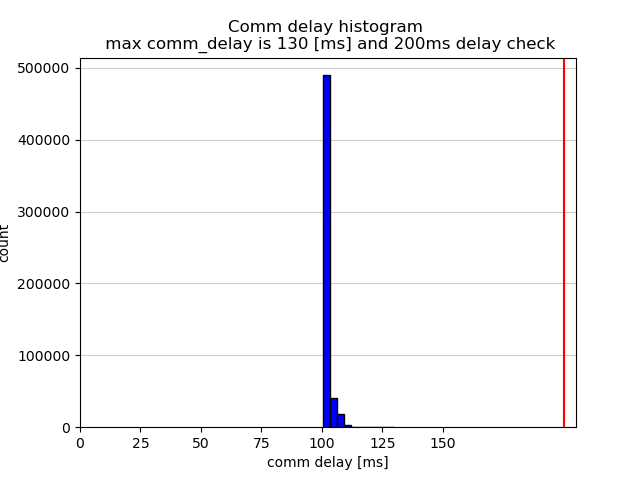 Comm delay histogram
max comm_delay is 130 [ms] and 200ms delay check
500000
400000
300000
200000
100000
0
count
0 25 50 75 100 125 150
comm delay [ms]